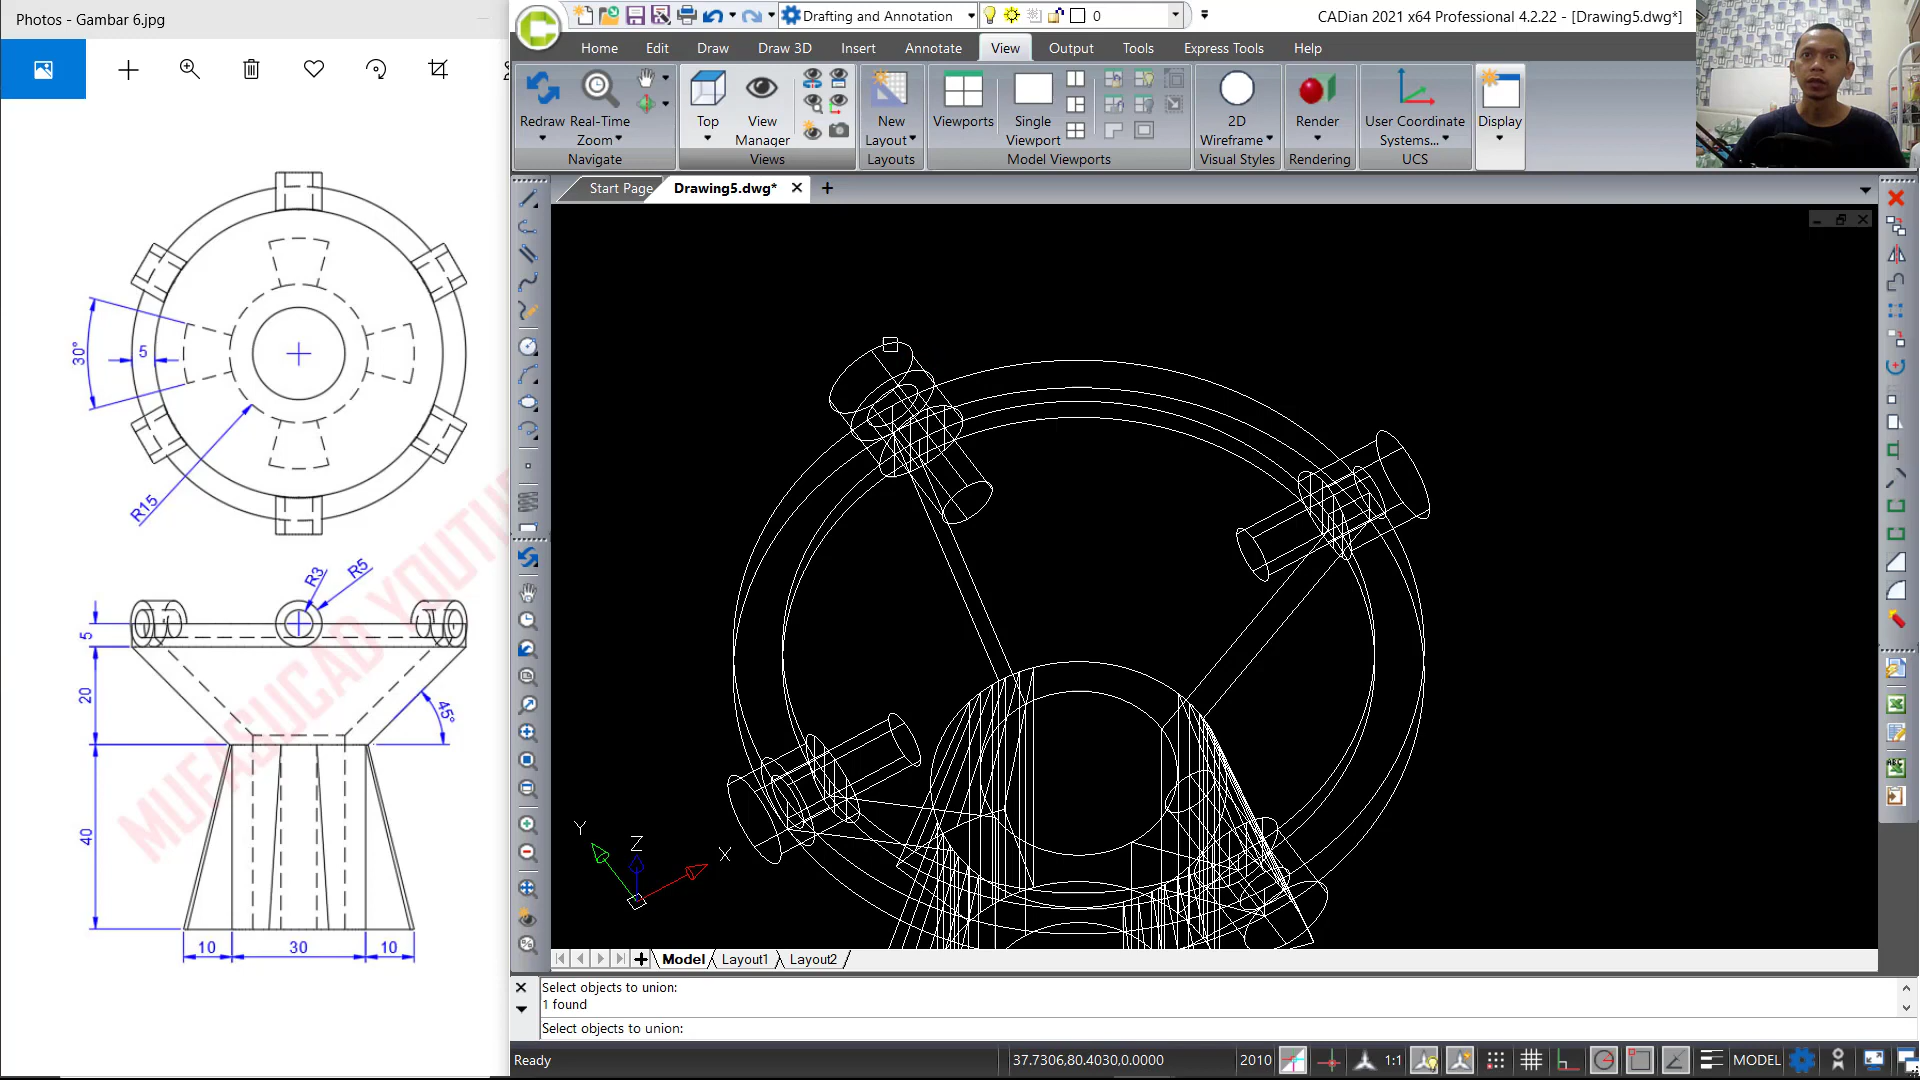 Photos - Gambar 6.jpg
30°
5
R15
R3
R5
5
20
45°
40
10
30
10
MUFASUCAD YOUTU
Drafting and Annotation
0
CADian 2021 x64 Professional 4.2.22 - [Drawing5.dwg*]
Home
Edit
Draw
Draw 3D
Insert
Annotate
View
Output
Tools
Express Tools
Help
Redraw
Real-Time
Zoom
Navigate
Top
View
Manager
Views
New
Layout
Layouts
Viewports
Single
Viewport
Model Viewports
2D
Wireframe
Visual Styles
Render
Rendering
User Coordinate
Systems...
UCS
Display
Start Page
Drawing5.dwg*
Y
Z
X
Model
Layout1
Layout2
Select objects to union:
1 found
Select objects to union:
Ready
37.7306,80.4030,0.0000
2010
1:1
MODEL